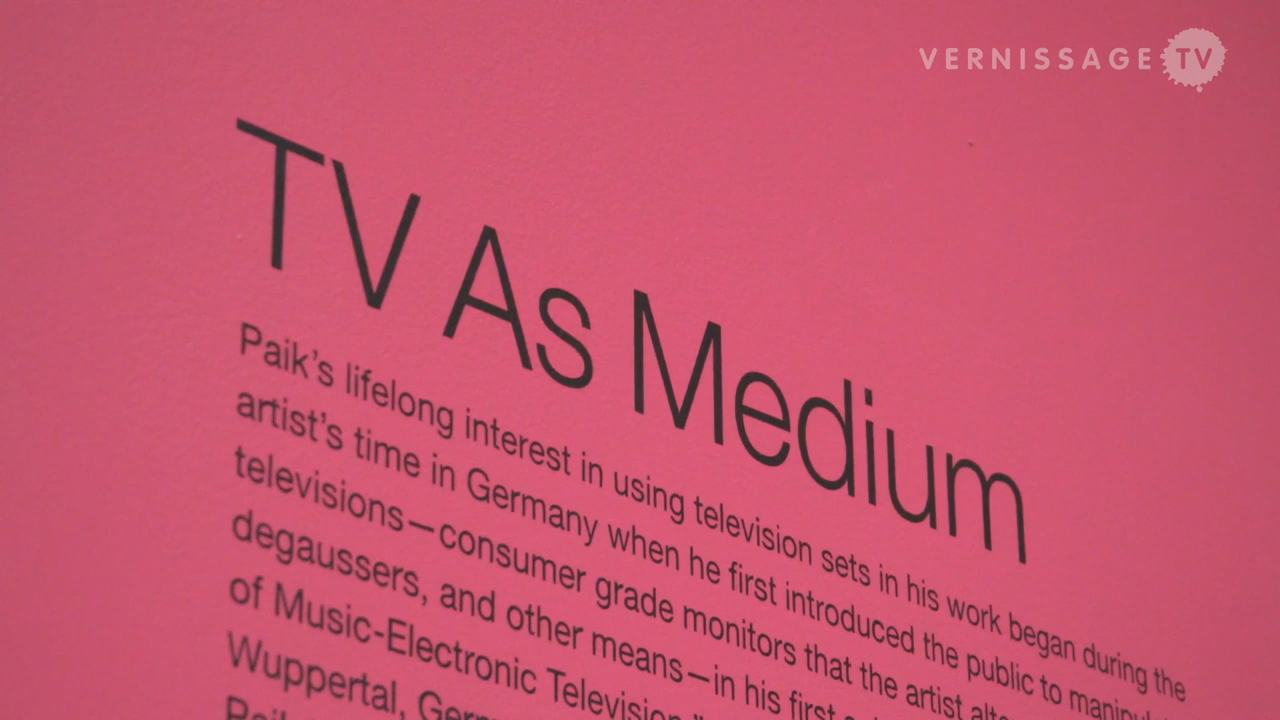 VERNISSAGE TV
TV As Medium
Paik’s lifelong interest in using television sets in his work began during the
artist’s time in Germany when he first introduced the public to
televisions—consumer grade monitors that the artist
degaussers, and other means—in his first
of Music-Electronic Television,”
Wuppertal,